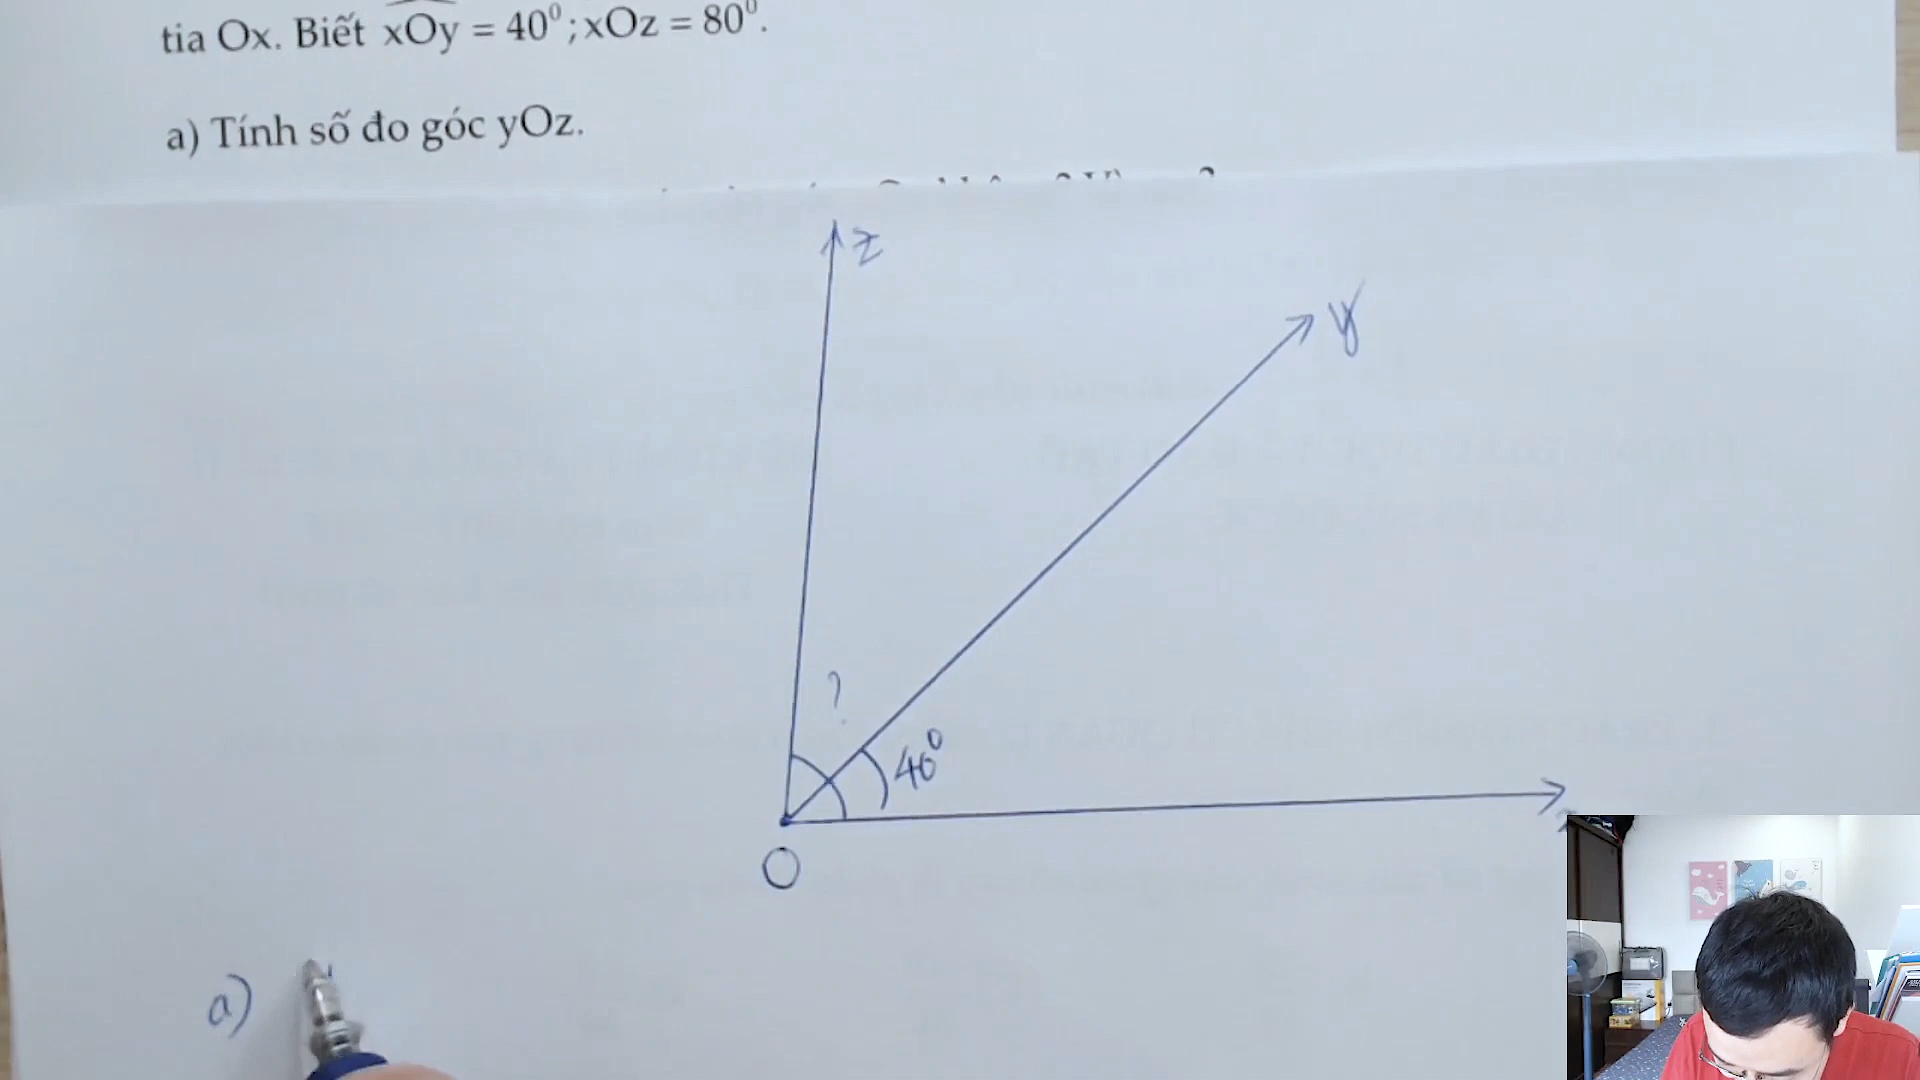 tia Ox. Biết xOy = 40⁰; xOz = 80⁰.
a) Tính số đo góc yOz.
z
y
?
40⁰
O
a)